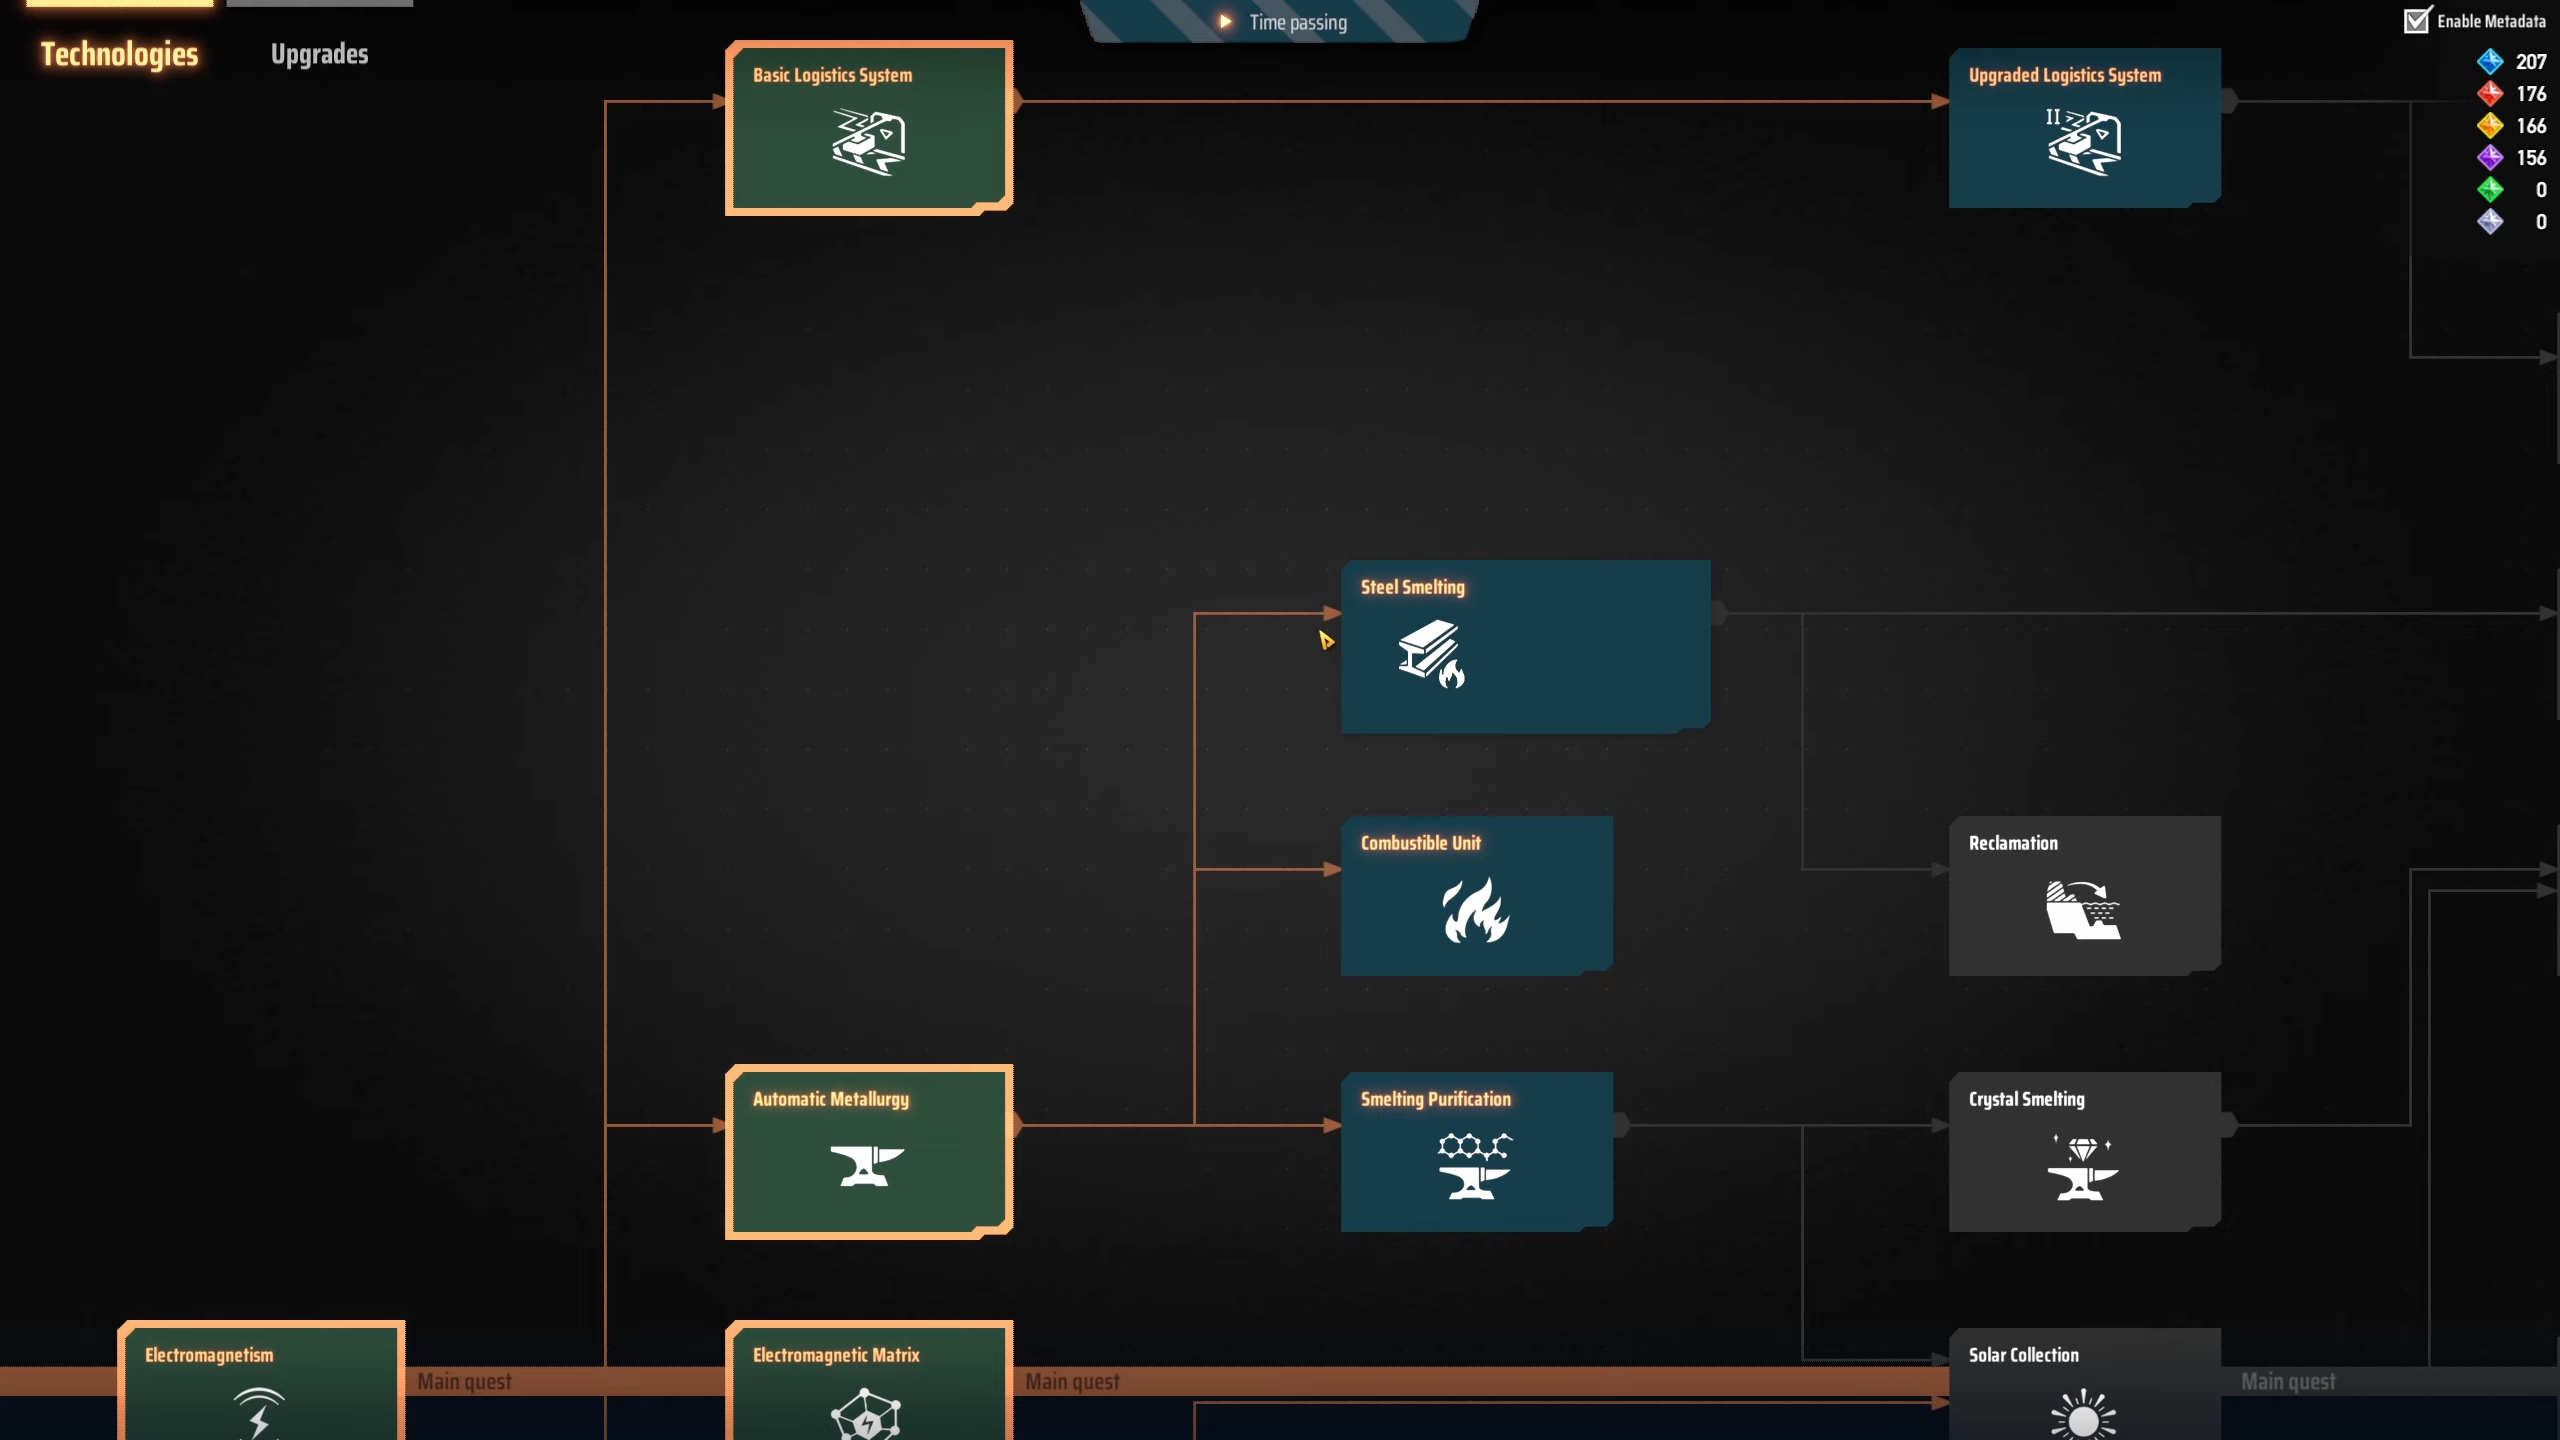 Time passing
Enable Metadata
Technologies
Upgrades
207
176
166
156
0
0
Basic Logistics System
Upgraded Logistics System
II
Steel Smelting
Combustible Unit
Reclamation
Automatic Metallurgy
Smelting Purification
Crystal Smelting
Electromagnetism
Electromagnetic Matrix
Solar Collection
Main quest
Main quest
Main quest